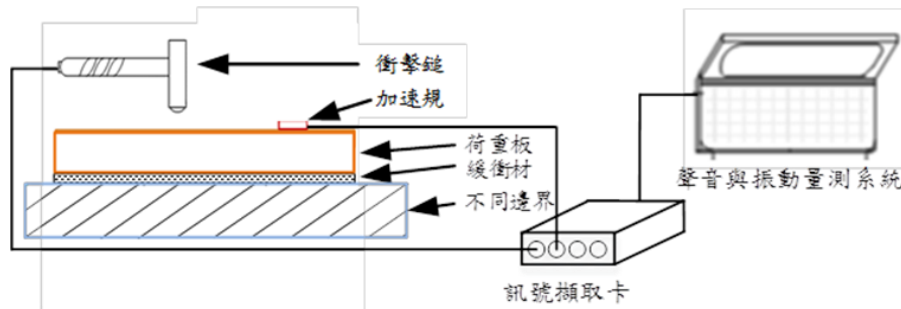 衝擊鎚
加速規
荷重板
緩衝材
不同邊界
聲音與振動量測系統
訊號擷取卡